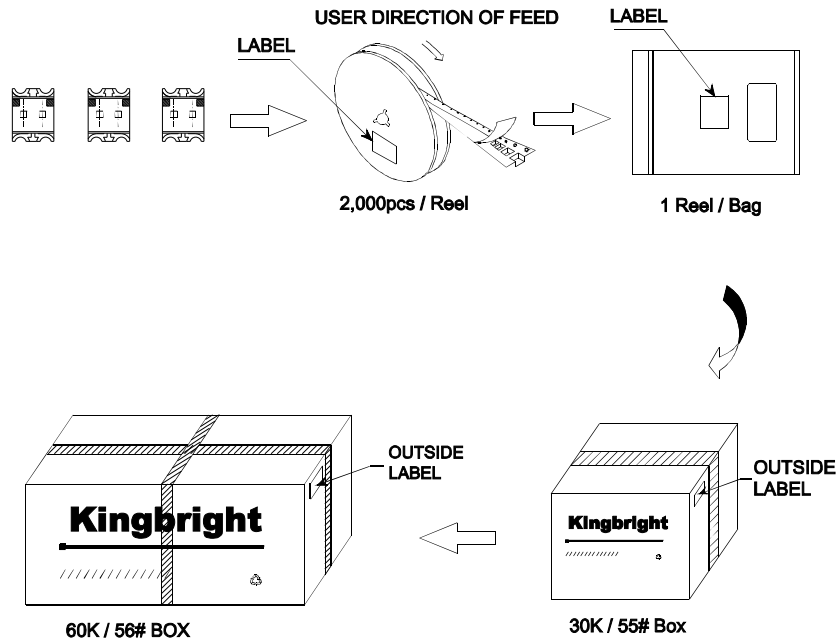 USER DIRECTION OF FEED
LABEL
LABEL
2,000pcs / Reel
1 Reel / Bag
OUTSIDE
LABEL
OUTSIDE
LABEL
Kingbright
Kingbright
60K / 56# BOX
30K / 55# Box